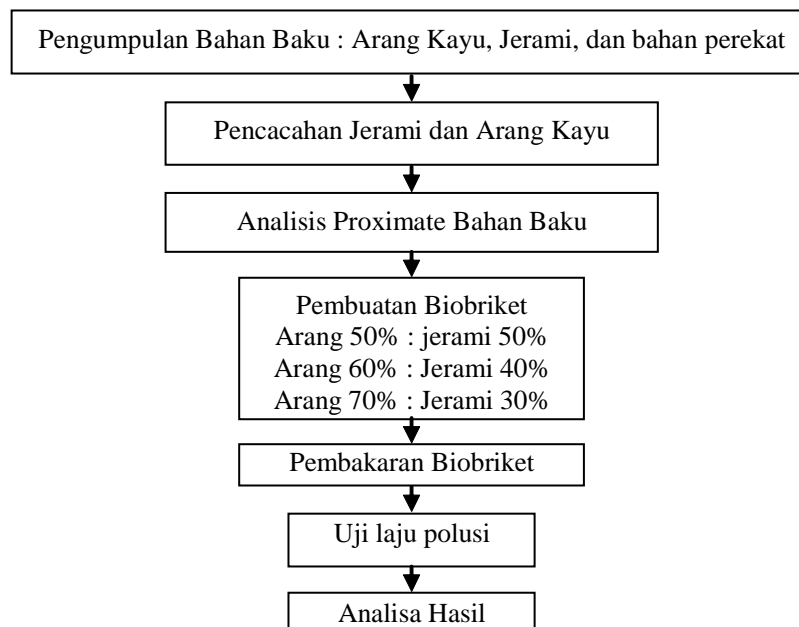 Pengumpulan Bahan Baku : Arang Kayu, Jerami, dan bahan perekat
Pencacahan Jerami dan Arang Kayu
Analisis Proximate Bahan Baku
Pembuatan Biobriket
Arang 50% : jerami 50%
Arang 60% : Jerami 40%
Arang 70% : Jerami 30%
Pembakaran Biobriket
Uji laju polusi
Analisa Hasil